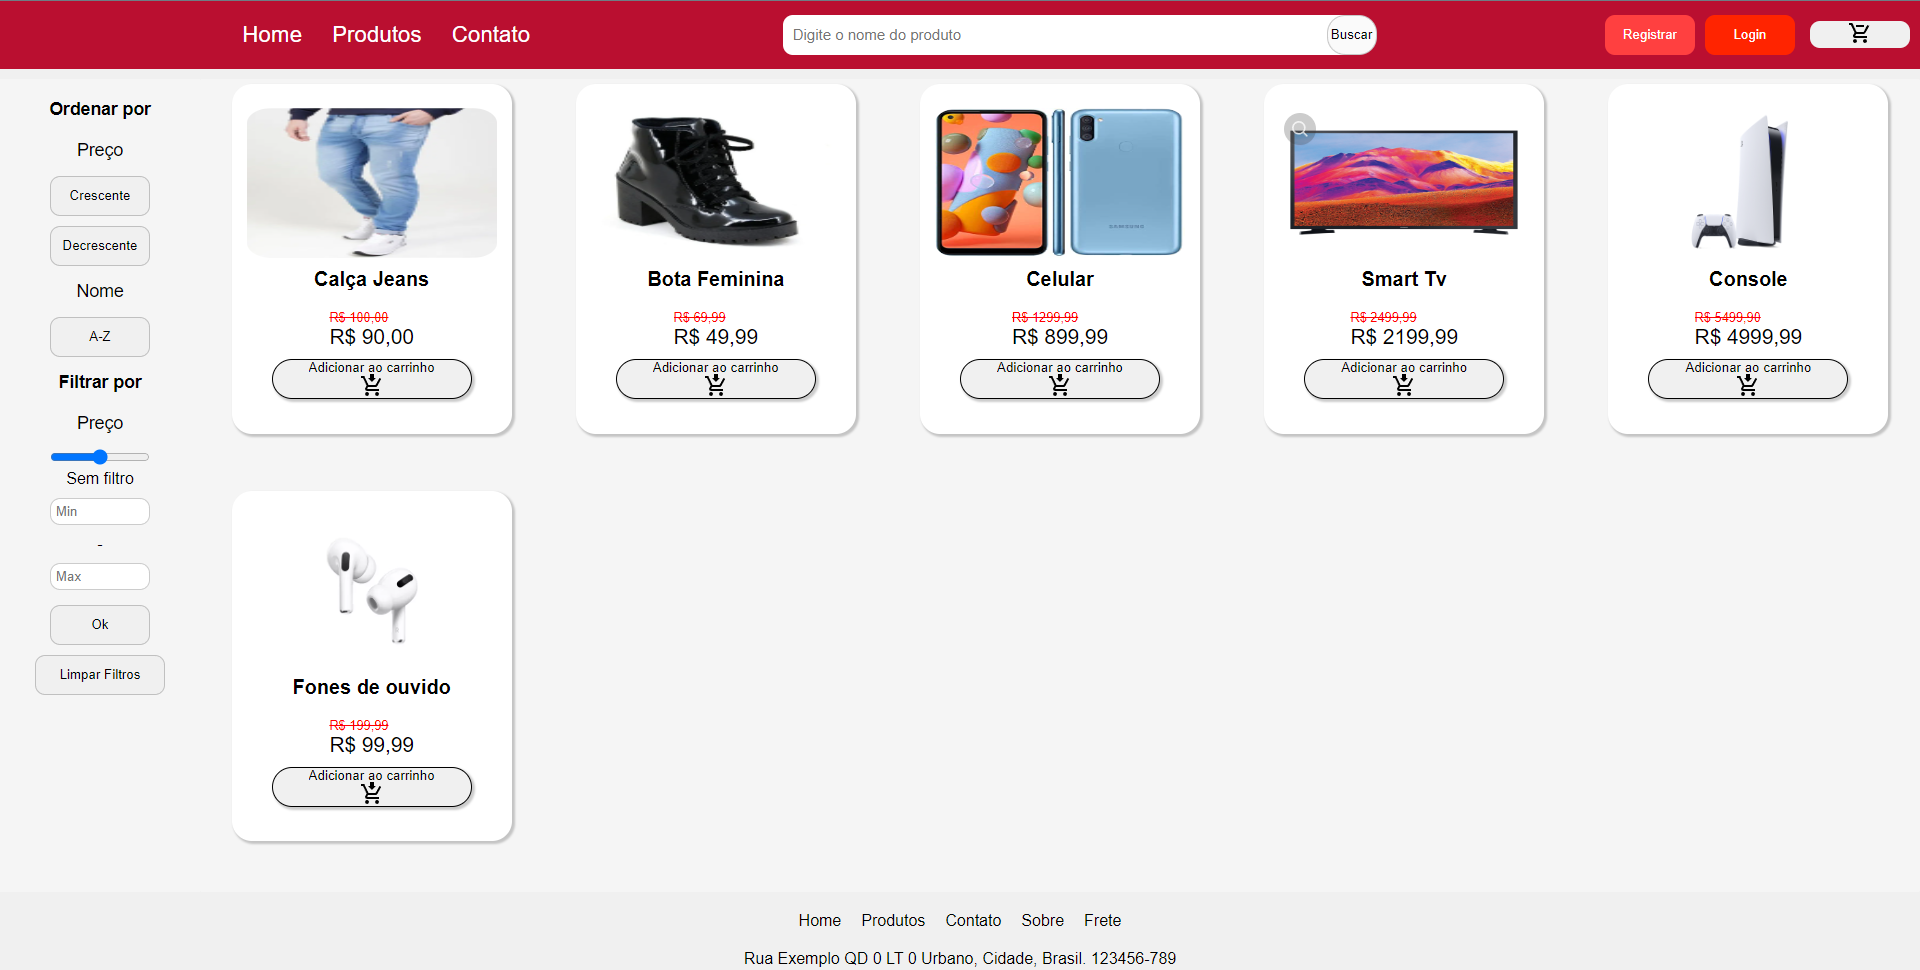 Home Produtos Contato
Digite o nome do produto
Buscar
Registrar
Login
Ordenar por
Preço
Crescente
Decrescente
Nome
A-Z
Filtrar por
Preço
Sem filtro
Min
-
Max
Ok
Limpar Filtros
Calça Jeans
R$ 100,00
R$ 90,00
Adicionar ao carrinho
Bota Feminina
R$ 69,99
R$ 49,99
Adicionar ao carrinho
SAMSUNG
Celular
R$ 1299,99
R$ 899,99
Adicionar ao carrinho
Smart Tv
R$ 2499,99
R$ 2199,99
Adicionar ao carrinho
Console
R$ 5499,90
R$ 4999,99
Adicionar ao carrinho
Fones de ouvido
R$ 199,99
R$ 99,99
Adicionar ao carrinho
Home Produtos Contato Sobre Frete
Rua Exemplo QD 0 LT 0 Urbano, Cidade, Brasil. 123456-789